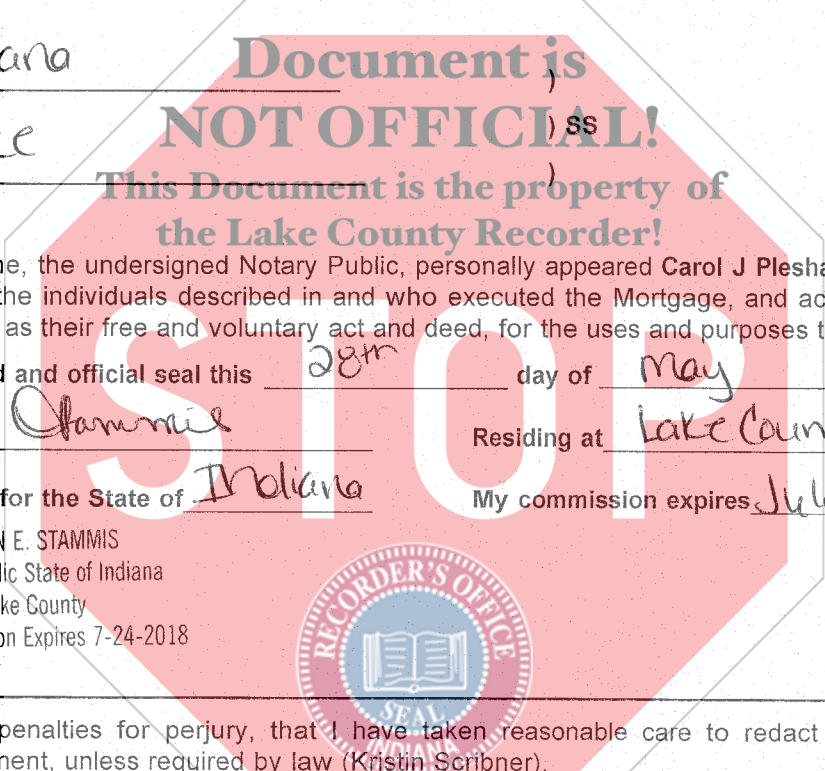 ana
Document is
)
NOT OFFICIAL!
) SS
This Document is the property of
)
the Lake County Recorder!
the undersigned Notary Public, personally appeared Carol J Plesha
the individuals described in and who executed the Mortgage, and ac
as their free and voluntary act and deed, for the uses and purposes t
and official seal this 28th day of May
Stammis Residing at Lake Coun
STOP
for the State of Indiana My commission expires July
E. STAMMIS
lic State of Indiana
ke County
on Expires 7-24-2018
RECORDER'S OFFICE
SEAL
INDIANA
penalties for perjury, that I have taken reasonable care to redact
ment, unless required by law (Kristin Scribner).